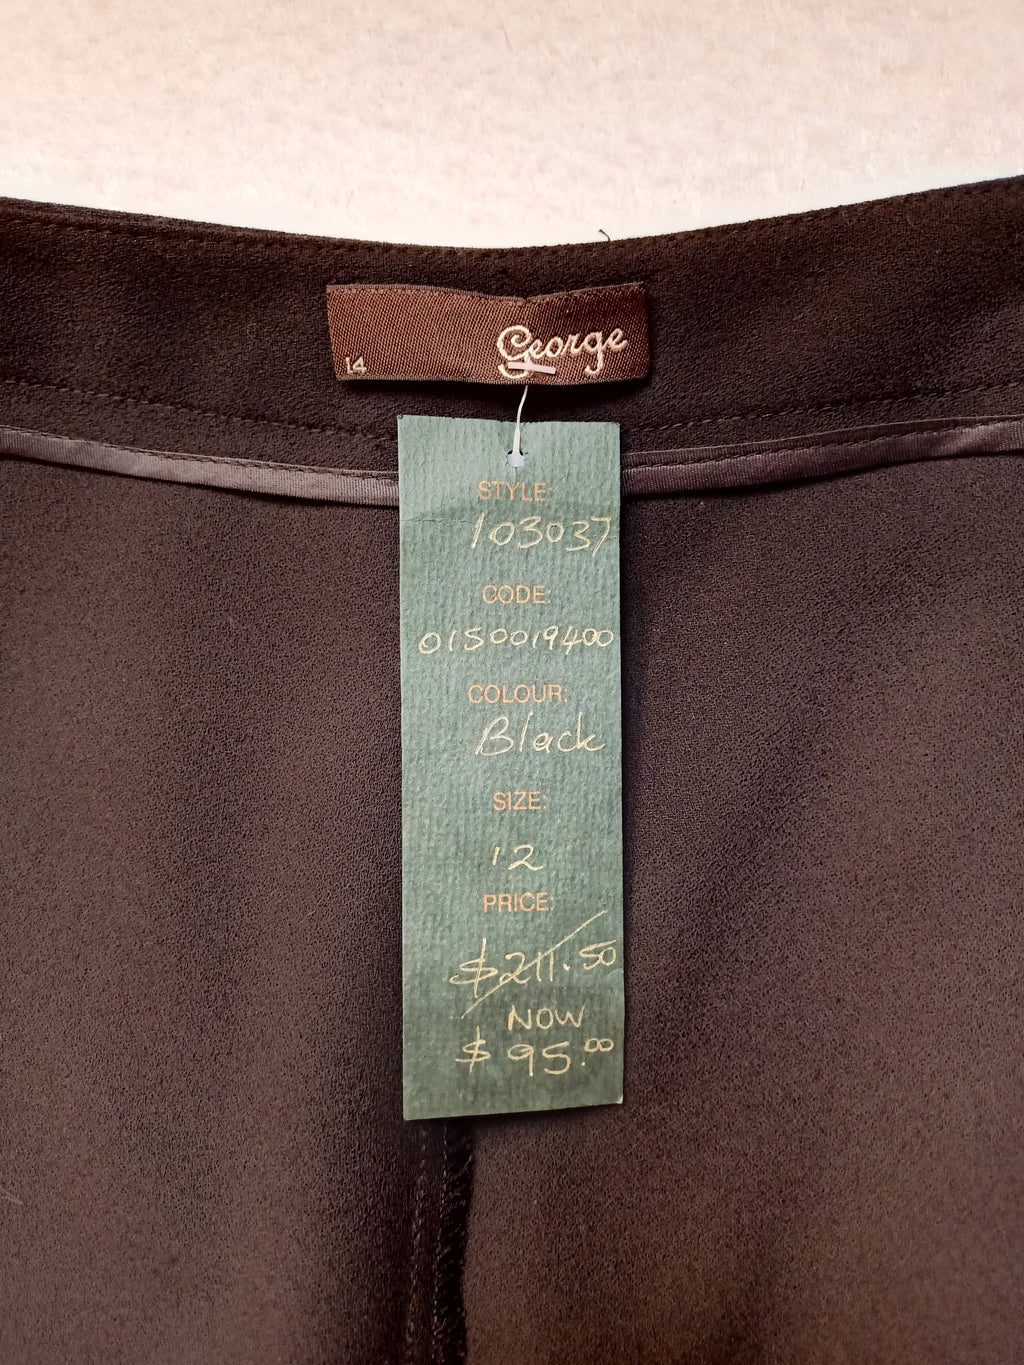 George
14
STYLE:
103037
CODE:
0150019400
COLOUR:
Black
SIZE:
12
PRICE:
$211.50
NOW
$95.00